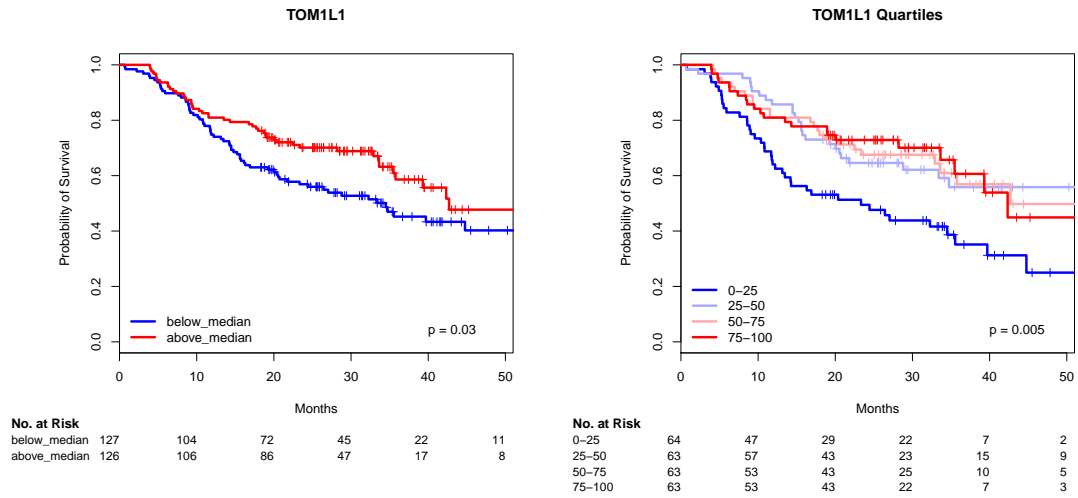 TOM1L1
Probability of Survival
1.0
0.8
0.6
0.4
0.2
0.0
below_median
above_median
p = 0.03
0 10 20 30 40 50
Months
No. at Risk
below_median 127 104 72 45 22 11
above_median 126 106 86 47 17 8
TOM1L1 Quartiles
Probability of Survival
1.0
0.8
0.6
0.4
0.2
0.0
0−25
25−50
50−75
75−100
p = 0.005
0 10 20 30 40 50
Months
No. at Risk
0−25 64 47 29 22 7 2
25−50 63 57 43 23 15 9
50−75 63 53 43 25 10 5
75−100 63 53 43 22 7 3